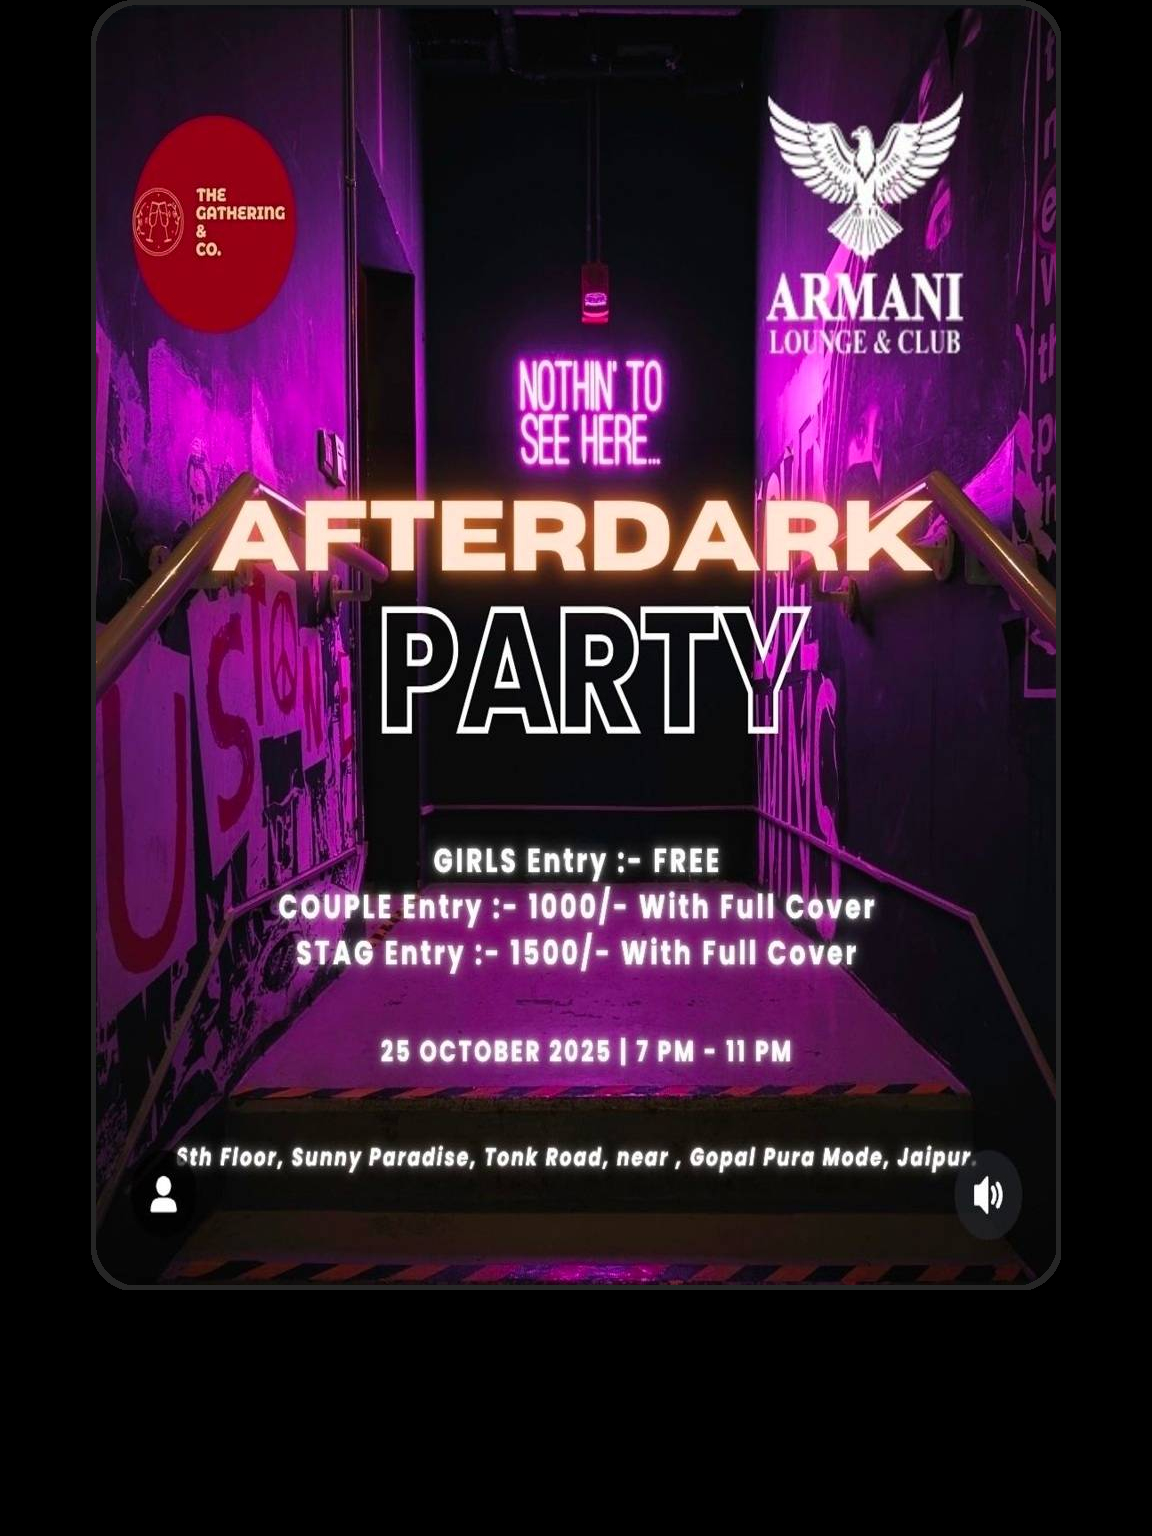 THE
GATHERING
&
CO.
ARMANI
LOUNGE & CLUB
NOTHIN' TO
SEE HERE...
AFTERDARK
PARTY
GIRLS Entry :- FREE
COUPLE Entry :- 1000/- With Full Cover
STAG Entry :- 1500/- With Full Cover
25 OCTOBER 2025 | 7 PM - 11 PM
Floor, Sunny Paradise, Tonk Road, near , Gopal Pura Mode, Jaipur.